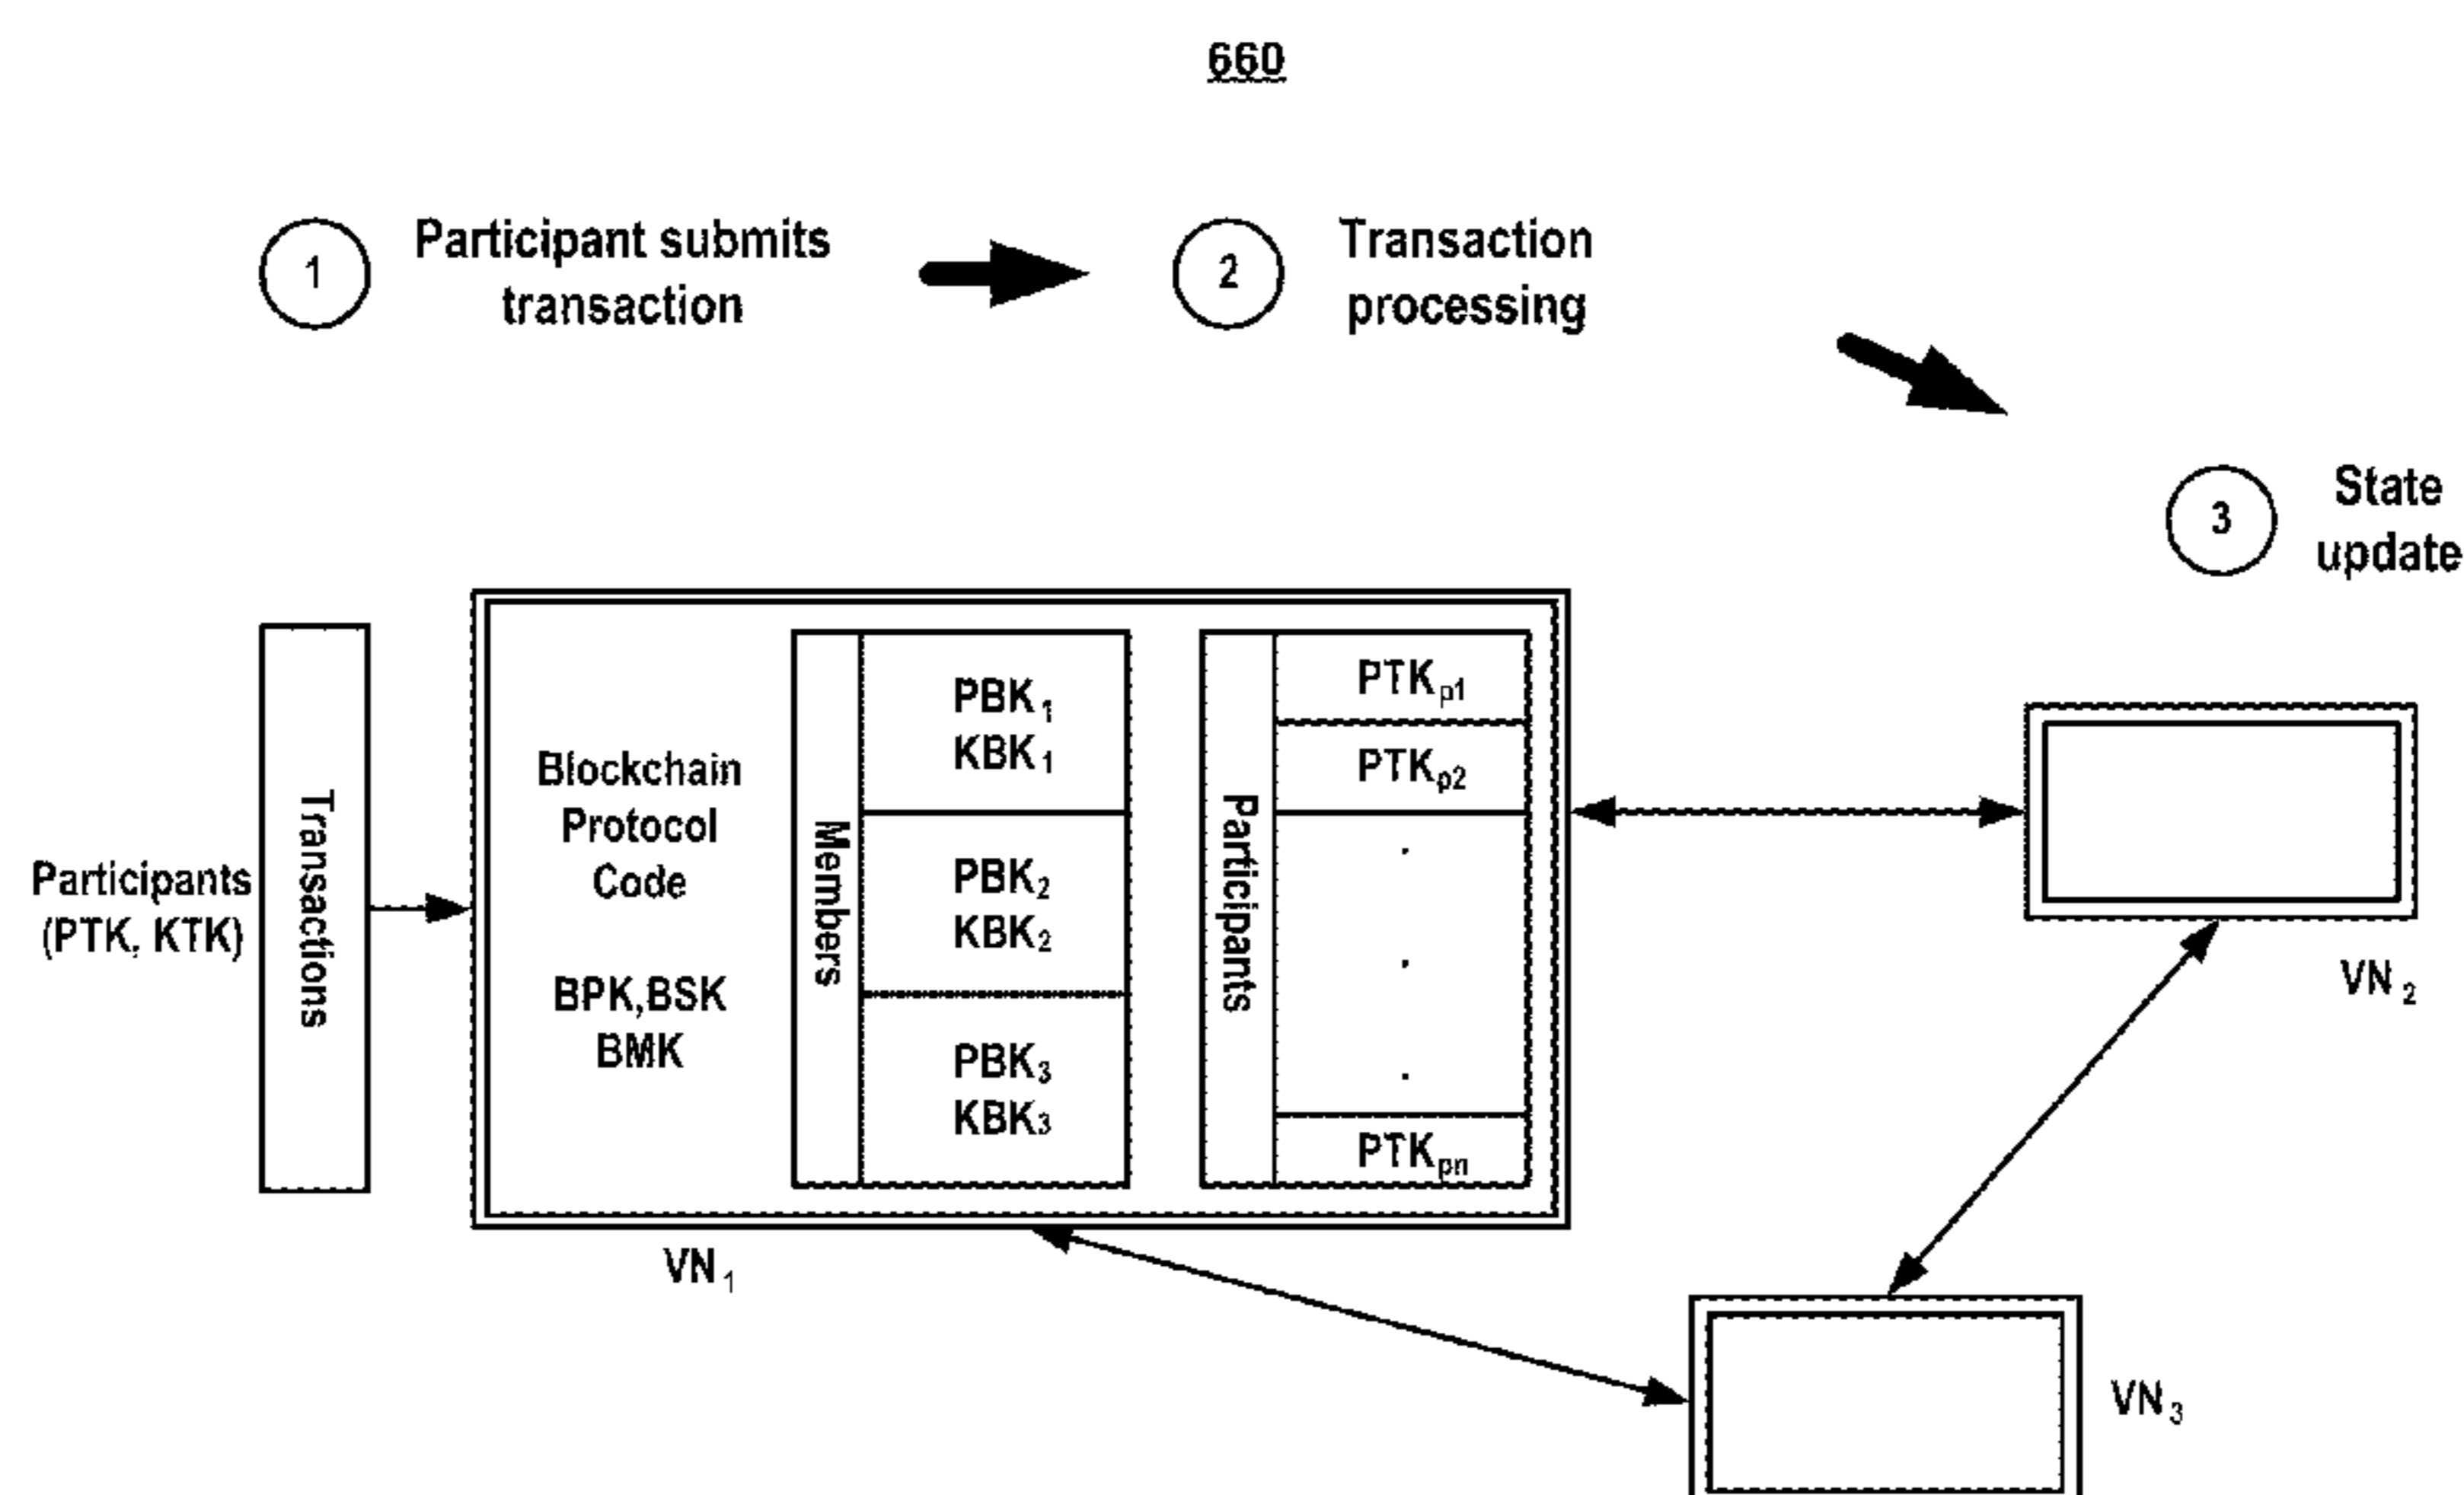 660
1
Participant submits
transaction
2
Transaction
processing
3
State
update
Participants
(PTK, KTK)
Transactions
Blockchain
Protocol
Code
BPK,BSK
BMK
Members
PBK1
KBK1
PBK2
KBK2
PBK3
KBK3
Participants
PTKp1
PTKp2
.
.
.
PTKpn
VN1
VN2
VN3